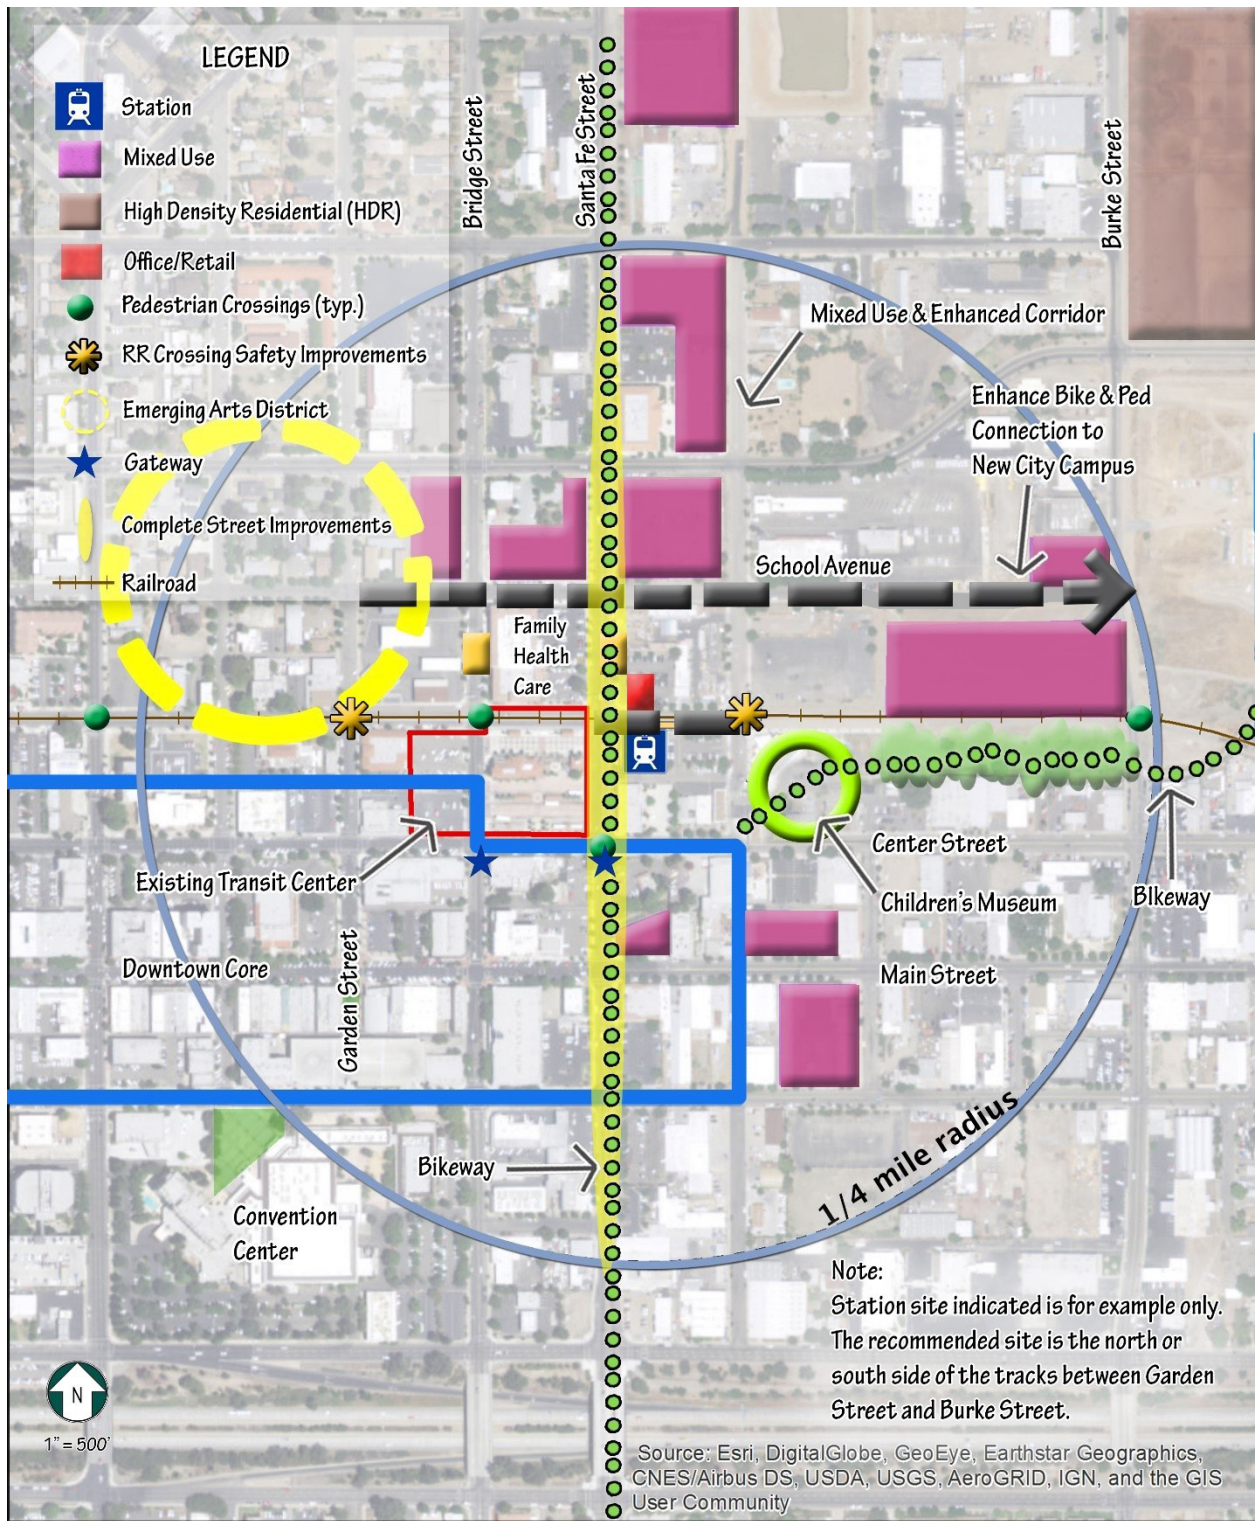 LEGEND
Station
Mixed Use
High Density Residential (HDR)
Office/Retail
Pedestrian Crossings (typ.)
RR Crossing Safety Improvements
Emerging Arts District
Gateway
Complete Street Improvements
Railroad
Bridge Street
Santa Fe Street
Burke Street
Mixed Use & Enhanced Corridor
Enhance Bike & Ped
Connection to
New City Campus
School Avenue
Family
Health
Care
Existing Transit Center
Center Street
Children's Museum
BIkeway
Downtown Core
Garden Street
Main Street
Bikeway
1/4 mile radius
Convention
Center
Note:
Station site indicated is for example only.
The recommended site is the north or
south side of the tracks between Garden
Street and Burke Street.
N
1" = 500'
Source: Esri, DigitalGlobe, GeoEye, Earthstar Geographics,
CNES/Airbus DS, USDA, USGS, AeroGRID, IGN, and the GIS
User Community